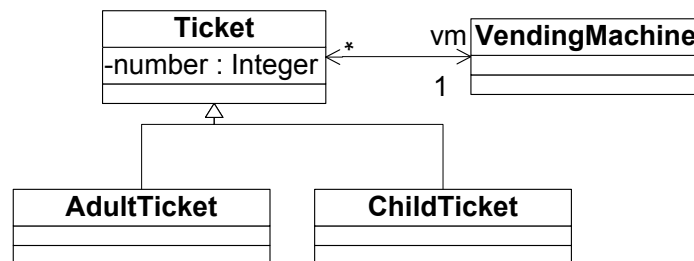 Ticket
-number : Integer
*
vm
1
VendingMachine
AdultTicket
ChildTicket